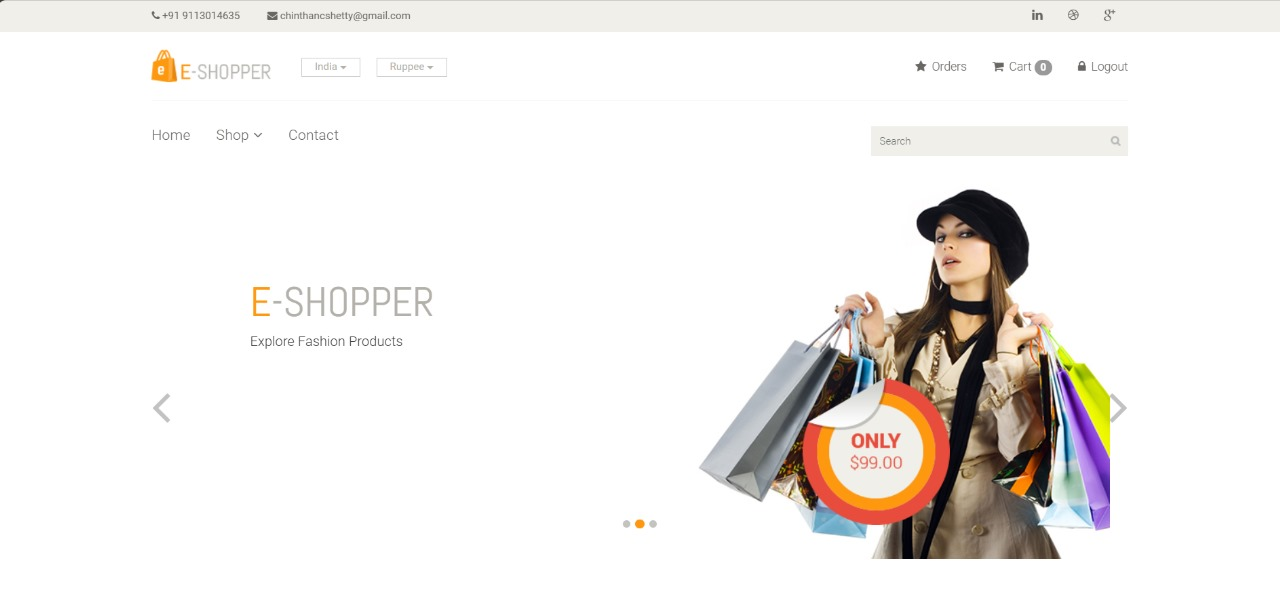 +91 9113014635 chinthancshetty@gmail.com
e E-SHOPPER India Ruppee Orders Cart 0 Logout
Home Shop Contact
Search
E-SHOPPER
Explore Fashion Products
ONLY
$99.00